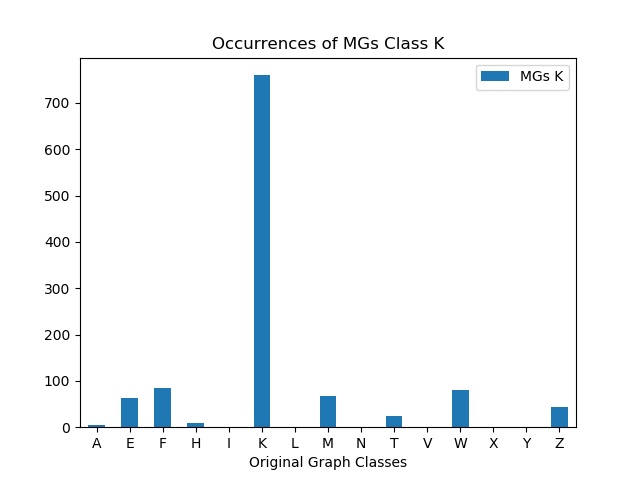 Occurrences of MGs Class K
MGs K
700
600
500
400
300
200
100
0
A E F H I K L M N T V W X Y Z
Original Graph Classes